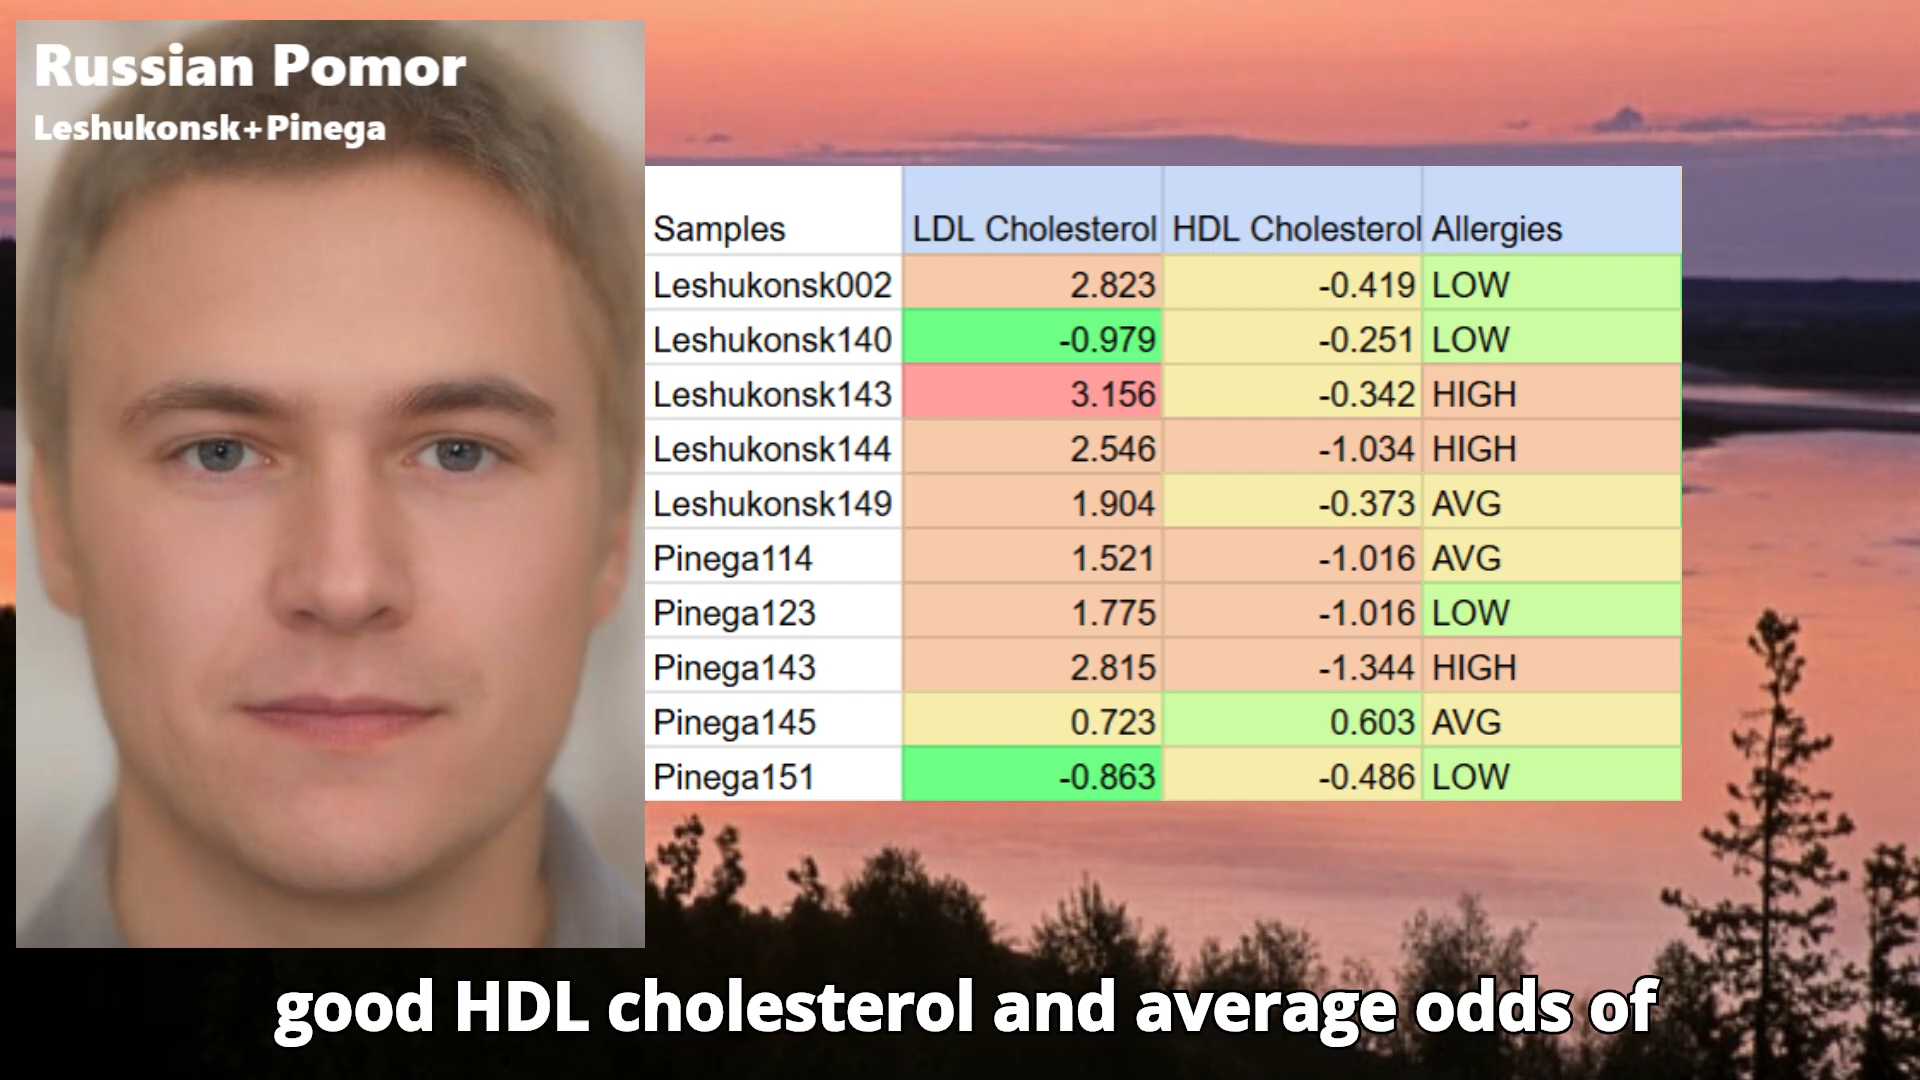 Russian Pomor
Leshukonsk+Pinega
Samples LDL Cholesterol HDL Cholesterol Allergies
Leshukonsk002 2.823 -0.419 LOW
Leshukonsk140 -0.979 -0.251 LOW
Leshukonsk143 3.156 -0.342 HIGH
Leshukonsk144 2.546 -1.034 HIGH
Leshukonsk149 1.904 -0.373 AVG
Pinega114 1.521 -1.016 AVG
Pinega123 1.775 -1.016 LOW
Pinega143 2.815 -1.344 HIGH
Pinega145 0.723 0.603 AVG
Pinega151 -0.863 -0.486 LOW
good HDL cholesterol and average odds of